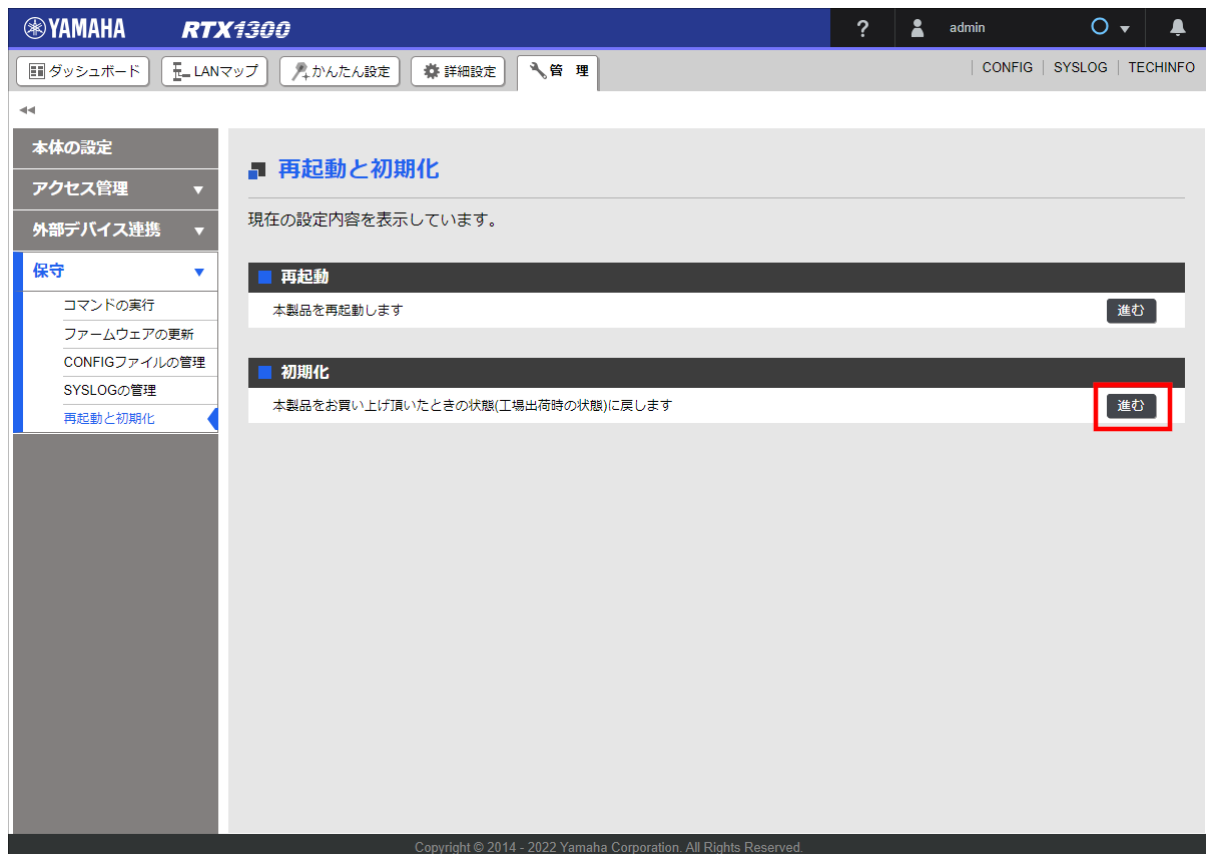 YAMAHA RTX1300 ? admin
ダッシュボード LANマップ かんたん設定 詳細設定 管 理 CONFIG SYSLOG TECHINFO
本体の設定
アクセス管理
外部デバイス連携
保守
コマンドの実行
ファームウェアの更新
CONFIGファイルの管理
SYSLOGの管理
再起動と初期化
再起動と初期化
現在の設定内容を表示しています。
再起動
本製品を再起動します 進む
初期化
本製品をお買い上げ頂いたときの状態(工場出荷時の状態)に戻します 進む
Copyright © 2014 - 2022 Yamaha Corporation. All Rights Reserved.